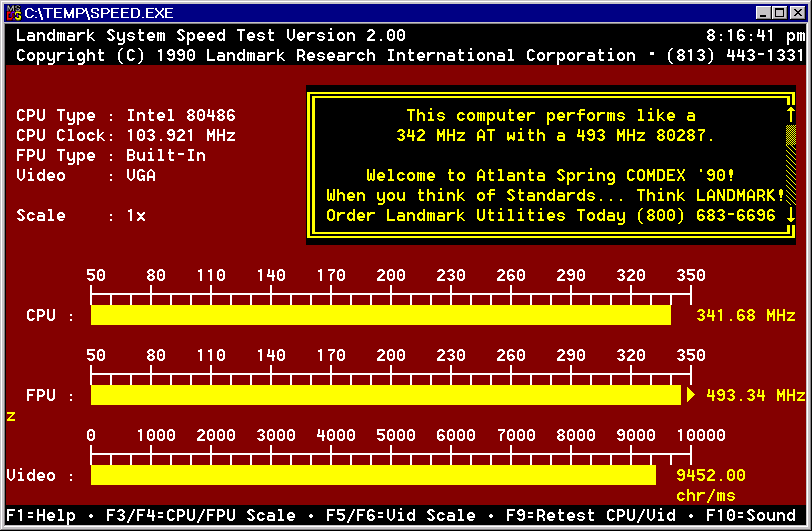 C:\TEMP\SPEED.EXE
Landmark System Speed Test Version 2.00 8:16:41 pm
Copyright (C) 1990 Landmark Research International Corporation · (813) 443-1331
CPU Type : Intel 80486
CPU Clock: 103.921 MHz
FPU Type : Built-In
Video : VGA
Scale : 1x
This computer performs like a
342 MHz AT with a 493 MHz 80287.
Welcome to Atlanta Spring COMDEX '90!
When you think of Standards... Think LANDMARK!
Order Landmark Utilities Today (800) 683-6696
50 80 110 140 170 200 230 260 290 320 350
CPU : 341.68 MHz
50 80 110 140 170 200 230 260 290 320 350
FPU : 493.34 MHz
z
0 1000 2000 3000 4000 5000 6000 7000 8000 9000 10000
Video : 9452.00
chr/ms
F1=Help · F3/F4=CPU/FPU Scale · F5/F6=Vid Scale · F9=Retest CPU/Vid · F10=Sound